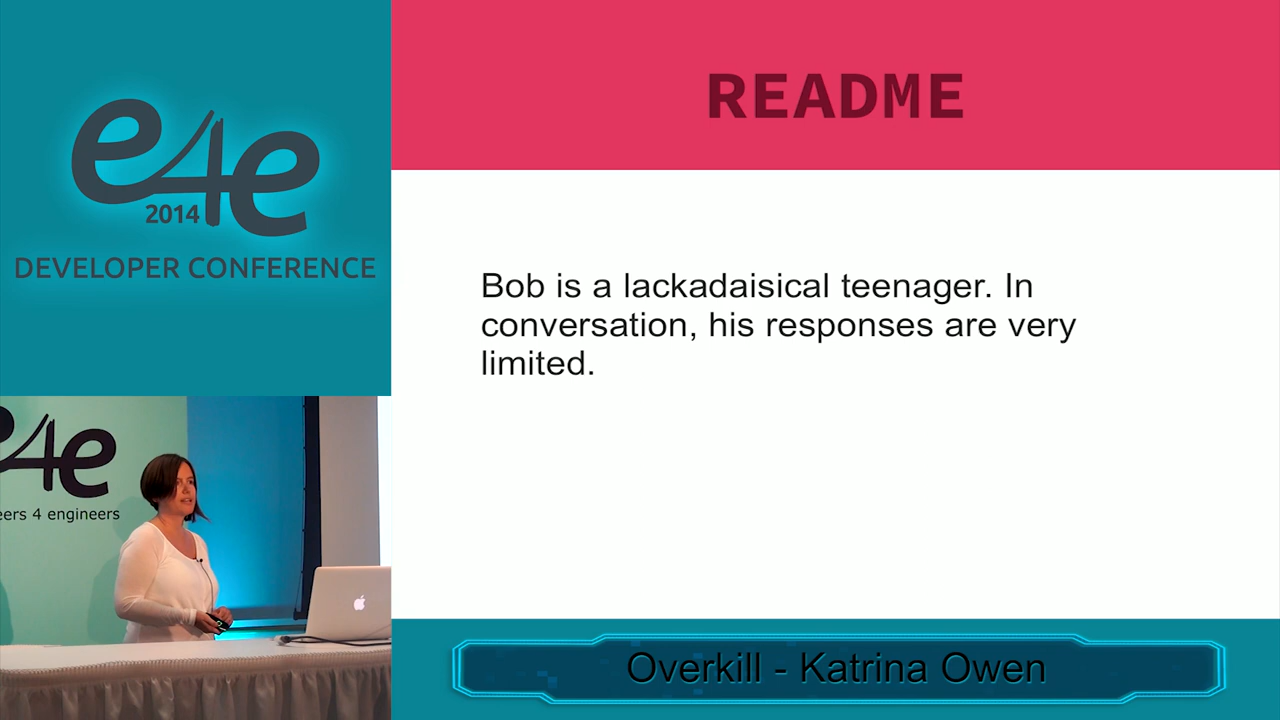 e4e
2014
DEVELOPER CONFERENCE
README
Bob is a lackadaisical teenager. In
conversation, his responses are very
limited.
e4e
eers 4 engineers
Overkill - Katrina Owen